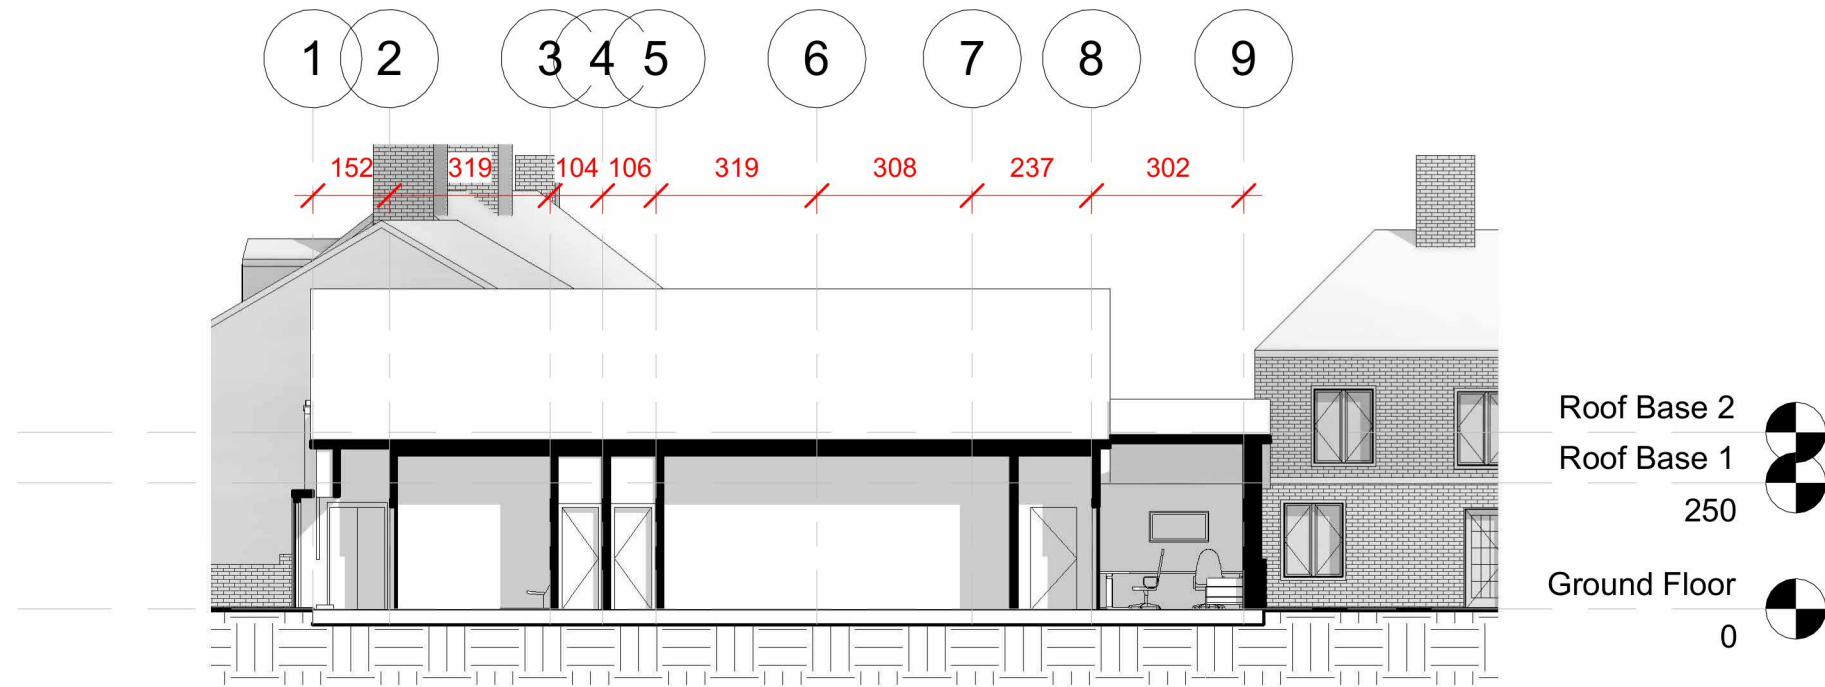 1 2 3 4 5 6 7 8 9
152 319 104 106 319 308 237 302
Roof Base 2
Roof Base 1
250
Ground Floor
0